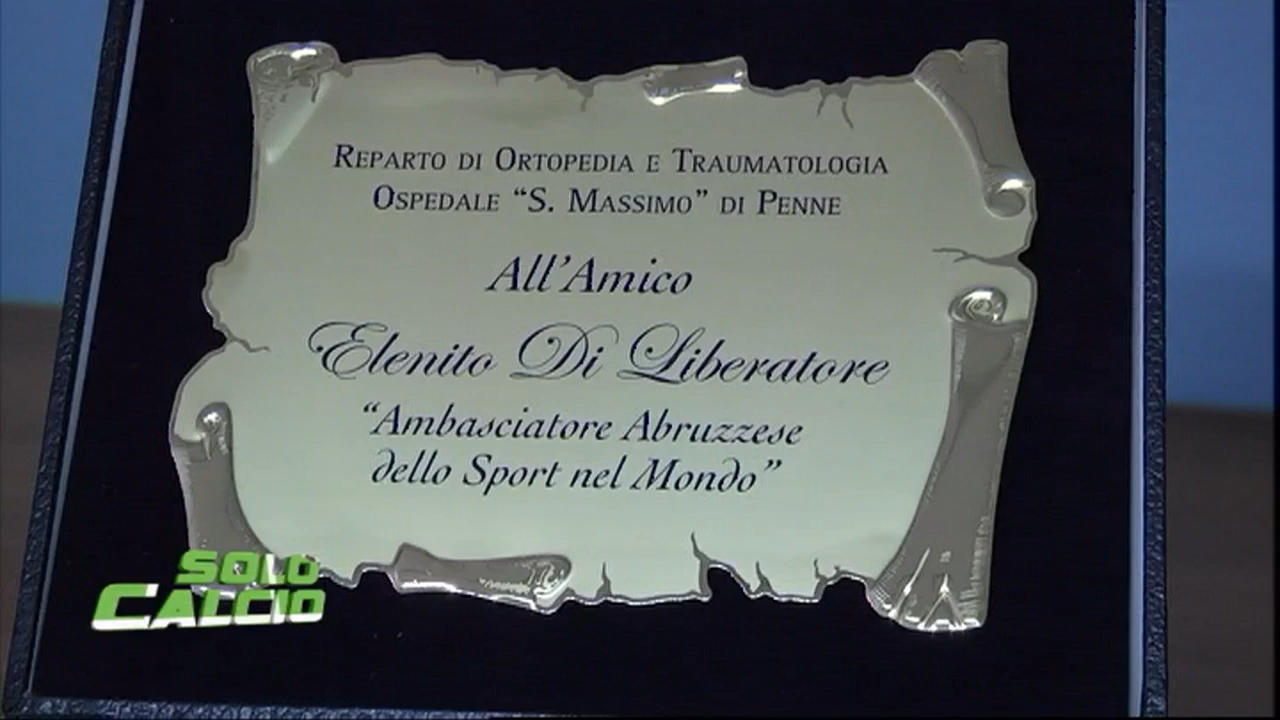 REPARTO DI ORTOPEDIA E TRAUMATOLOGIA
OSPEDALE “S. MASSIMO” DI PENNE
All'Amico
Elenito Di Liberatore
“Ambasciatore Abruzzese
dello Sport nel Mondo”
SOLO
CALCIO